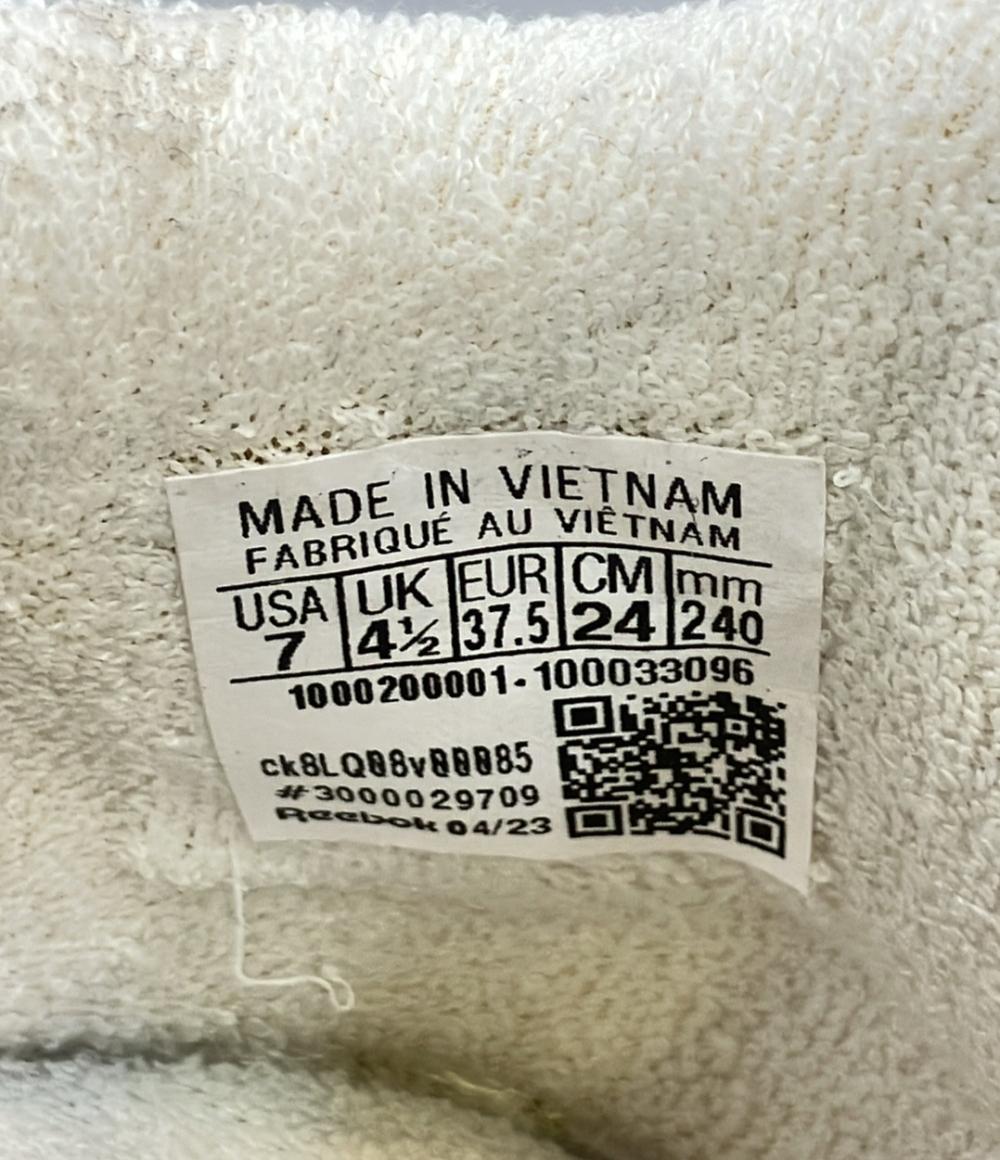 MADE IN VIETNAM
FABRIQUÉ AU VIÊTNAM
USA UK EUR CM mm
7 4½ 37.5 24 240
1000200001-100033096
ck8LQ08v00085
#3000029709
Reebok 04/23